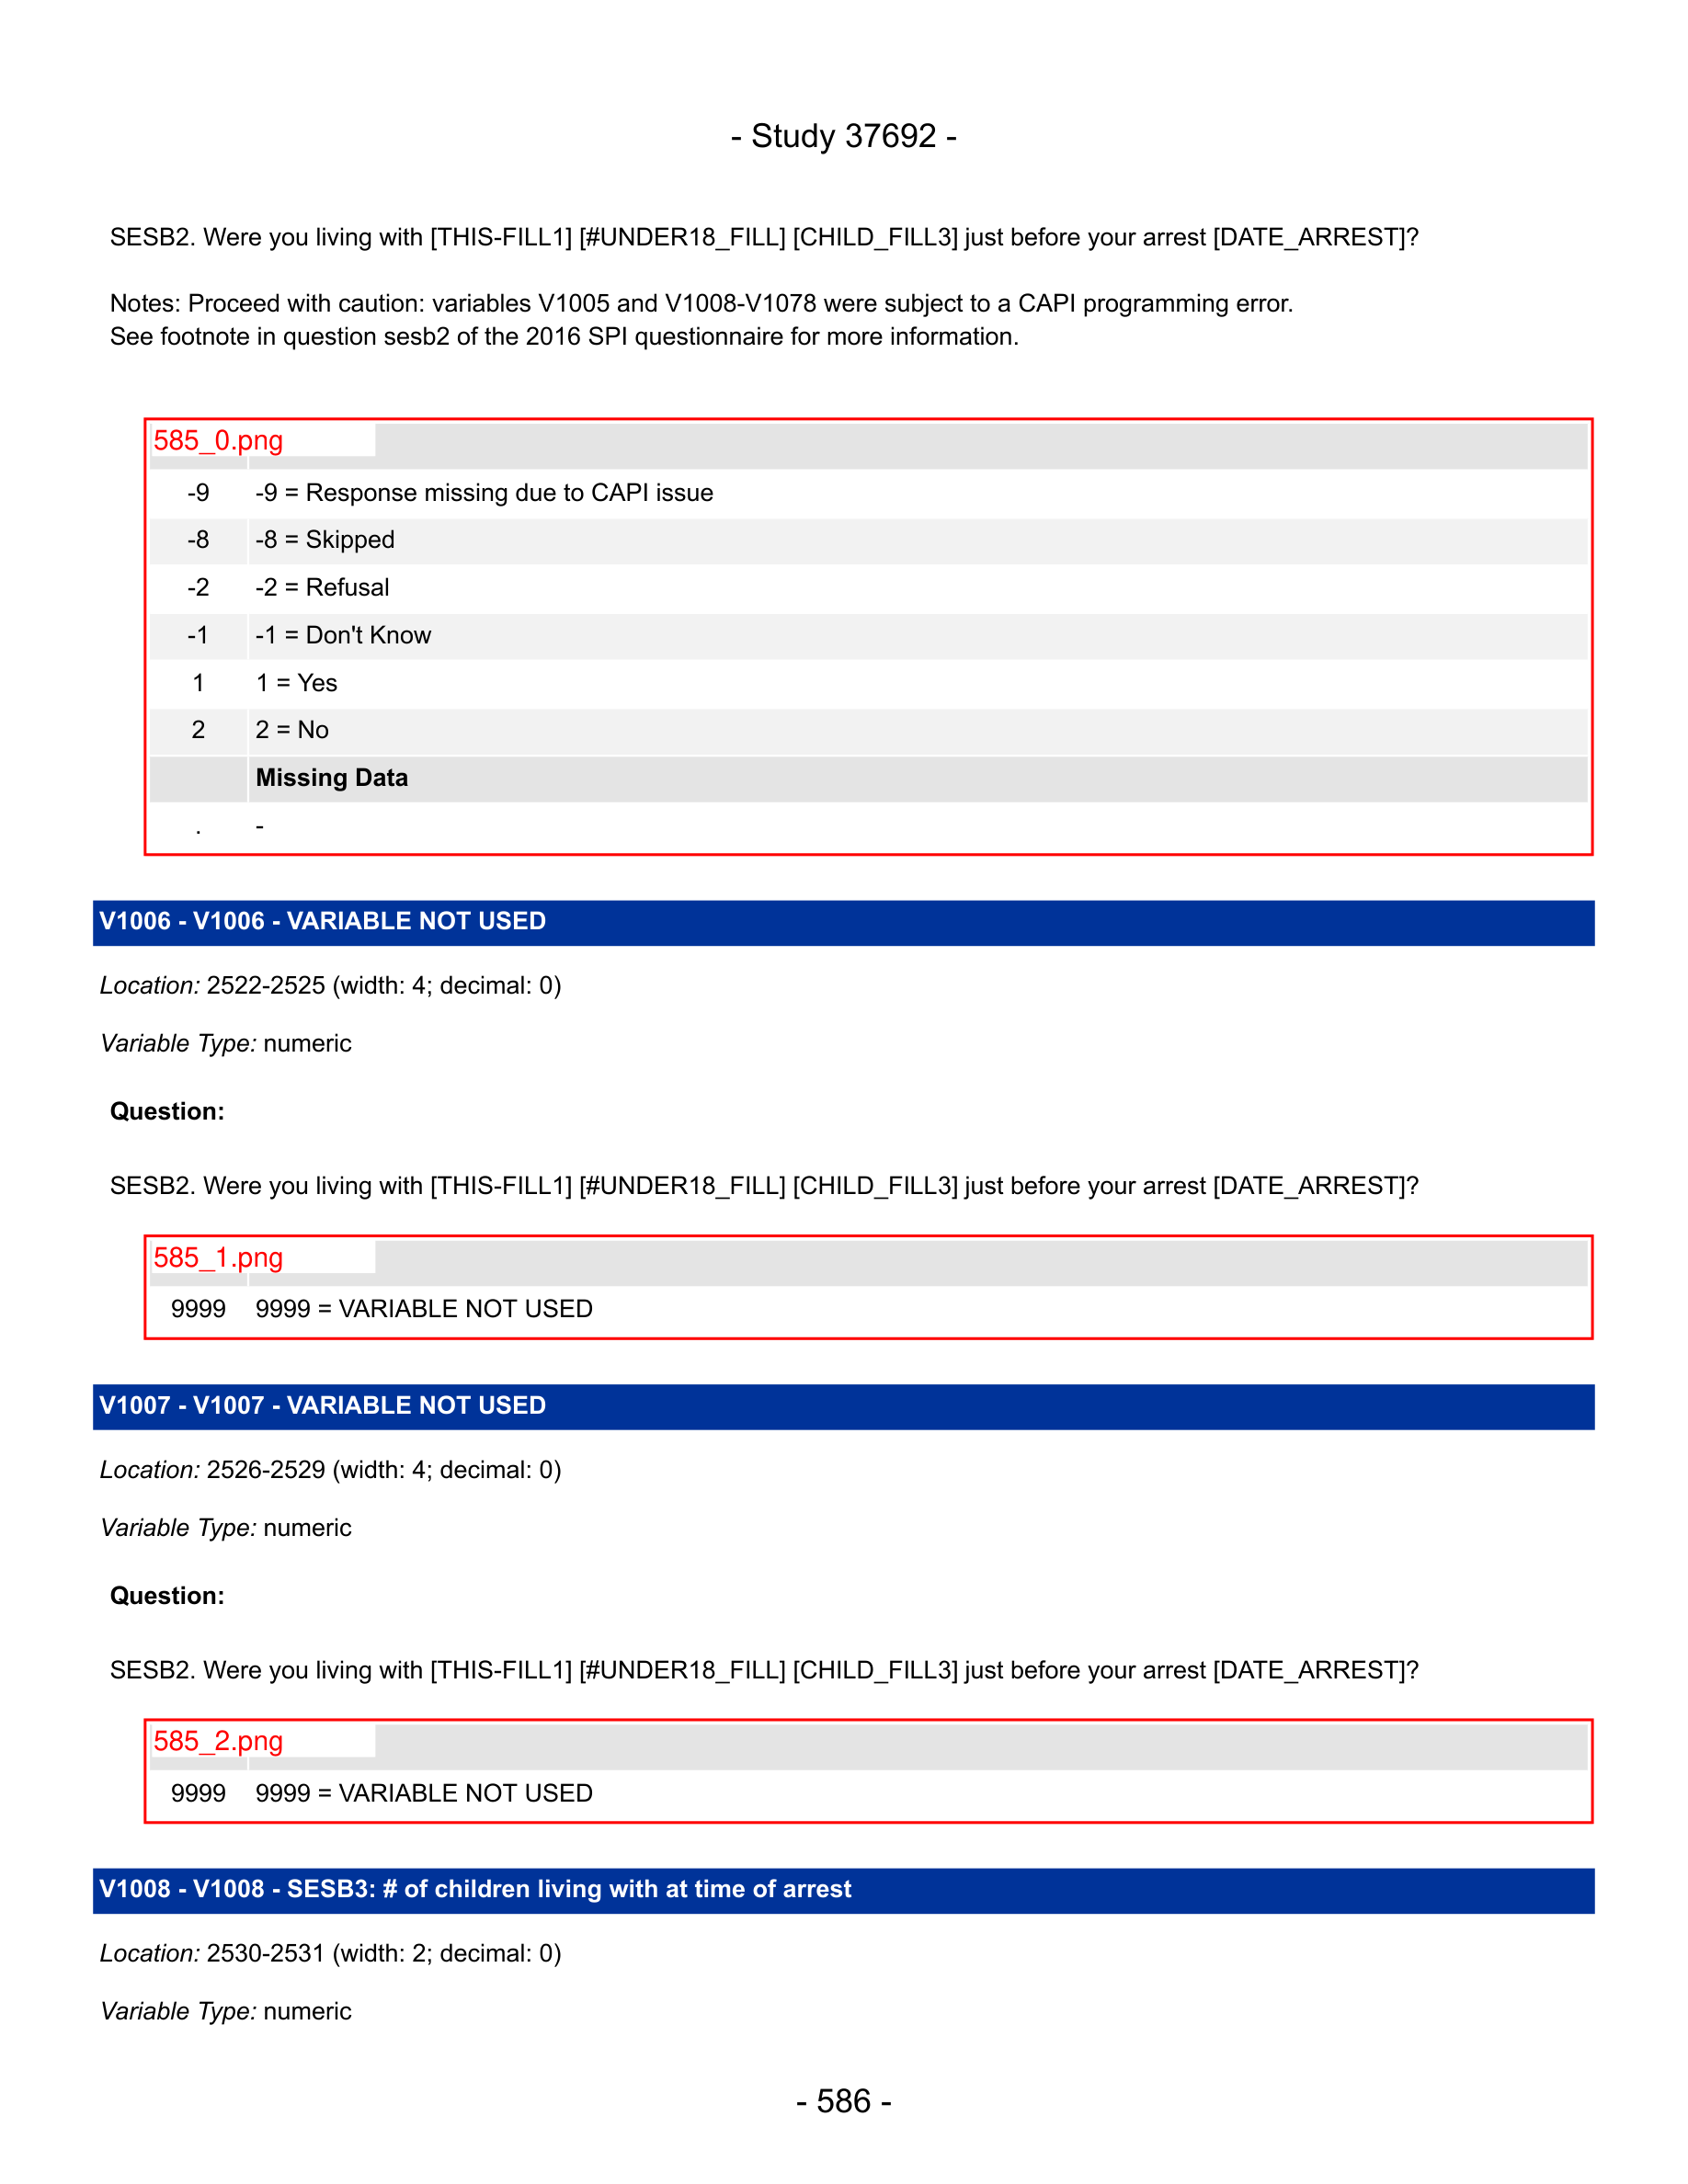 - Study 37692 -
SESB2. Were you living with [THIS-FILL1] [#UNDER18_FILL] [CHILD_FILL3] just before your arrest [DATE_ARREST]?
Notes: Proceed with caution: variables V1005 and V1008-V1078 were subject to a CAPI programming error.
See footnote in question sesb2 of the 2016 SPI questionnaire for more information.
585_0.png
-9 -9 = Response missing due to CAPI issue
-8 -8 = Skipped
-2 -2 = Refusal
-1 -1 = Don't Know
1 1 = Yes
2 2 = No
Missing Data
. -
V1006 - V1006 - VARIABLE NOT USED
Location: 2522-2525 (width: 4; decimal: 0)
Variable Type: numeric
Question:
SESB2. Were you living with [THIS-FILL1] [#UNDER18_FILL] [CHILD_FILL3] just before your arrest [DATE_ARREST]?
585_1.png
9999 9999 = VARIABLE NOT USED
V1007 - V1007 - VARIABLE NOT USED
Location: 2526-2529 (width: 4; decimal: 0)
Variable Type: numeric
Question:
SESB2. Were you living with [THIS-FILL1] [#UNDER18_FILL] [CHILD_FILL3] just before your arrest [DATE_ARREST]?
585_2.png
9999 9999 = VARIABLE NOT USED
V1008 - V1008 - SESB3: # of children living with at time of arrest
Location: 2530-2531 (width: 2; decimal: 0)
Variable Type: numeric
- 586 -